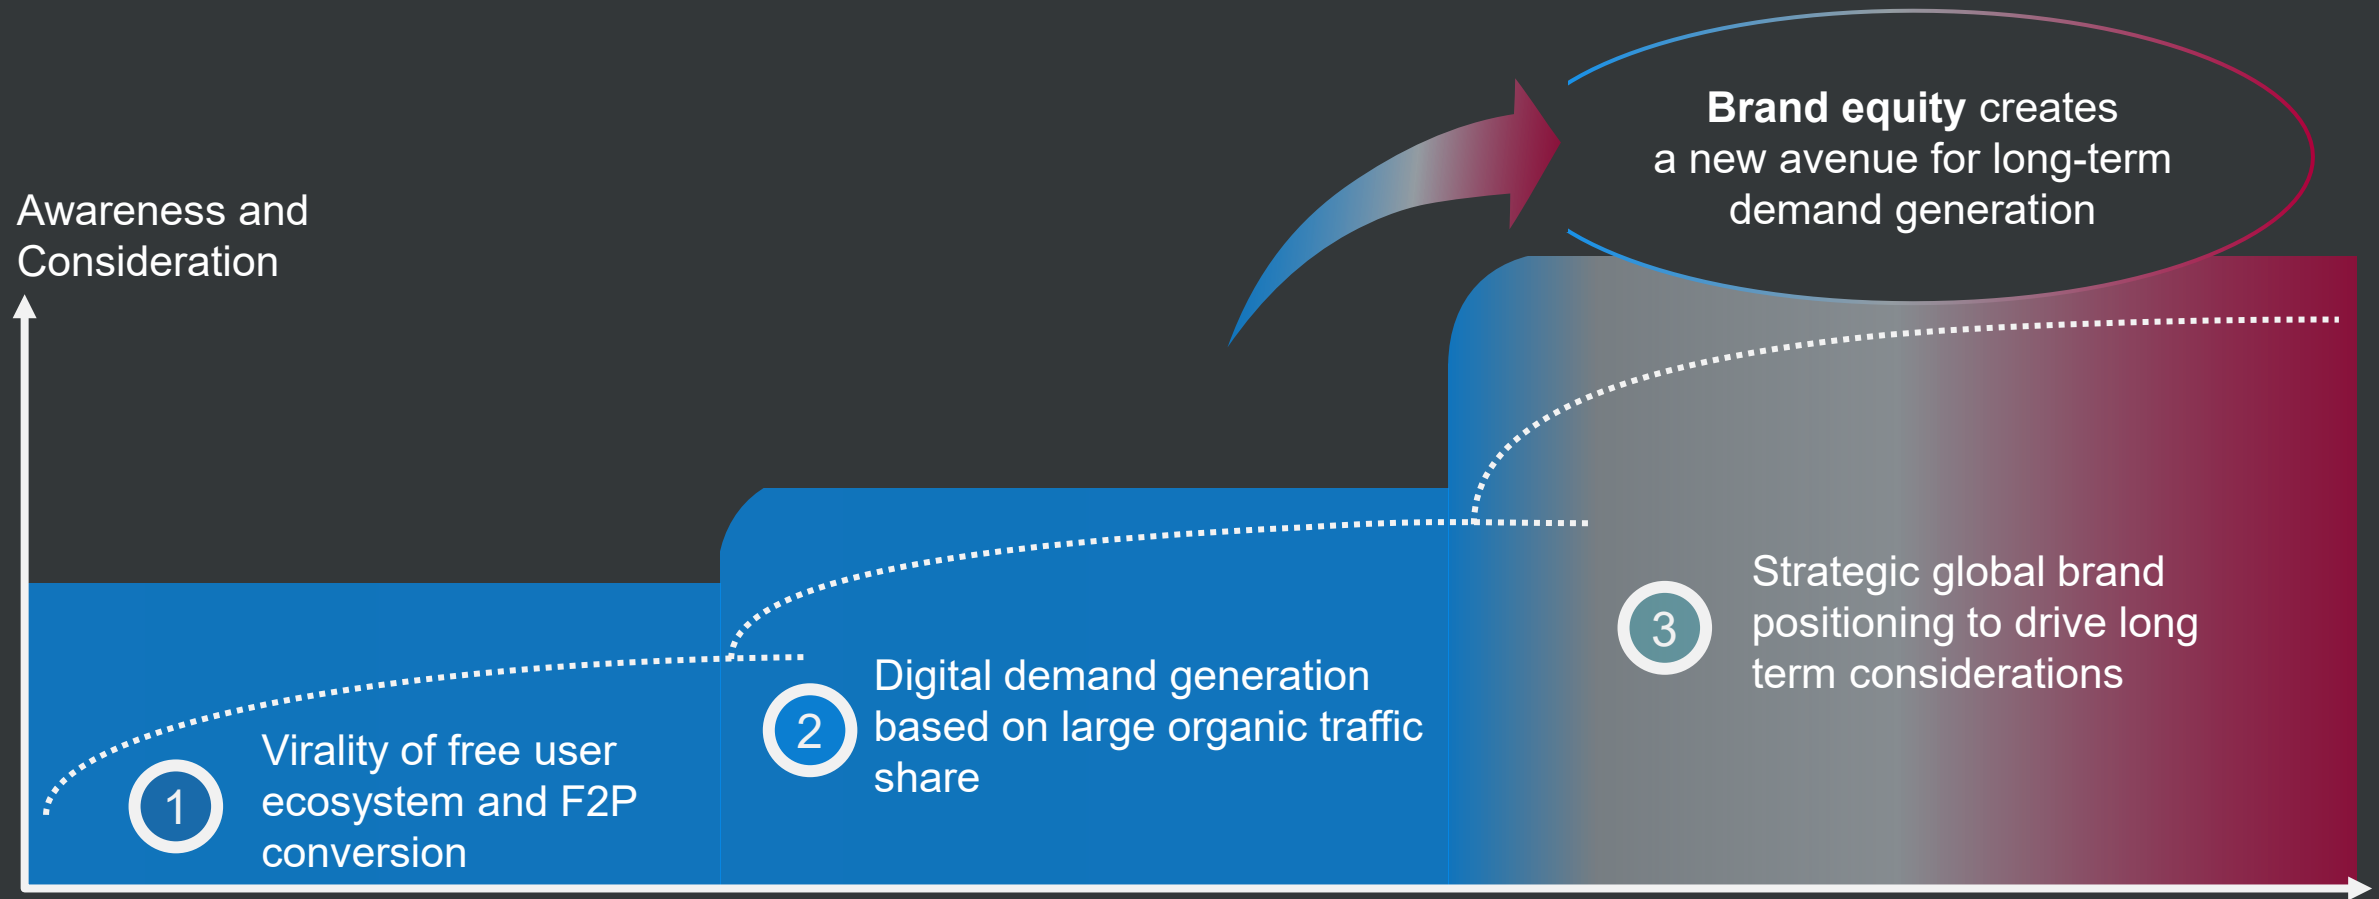 Brand equity creates
a new avenue for long-term
demand generation
Awareness and
Consideration
1
Virality of free user
ecosystem and F2P
conversion
2
Digital demand generation
based on large organic traffic
share
3
Strategic global brand
positioning to drive long
term considerations